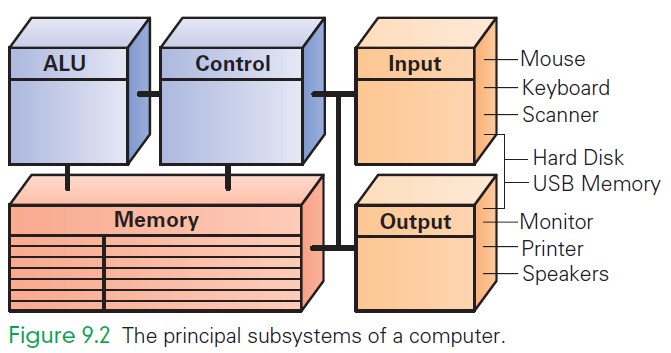 ALU
Control
Input
Mouse
Keyboard
Scanner
Hard Disk
USB Memory
Memory
Output
Monitor
Printer
Speakers
Figure 9.2 The principal subsystems of a computer.